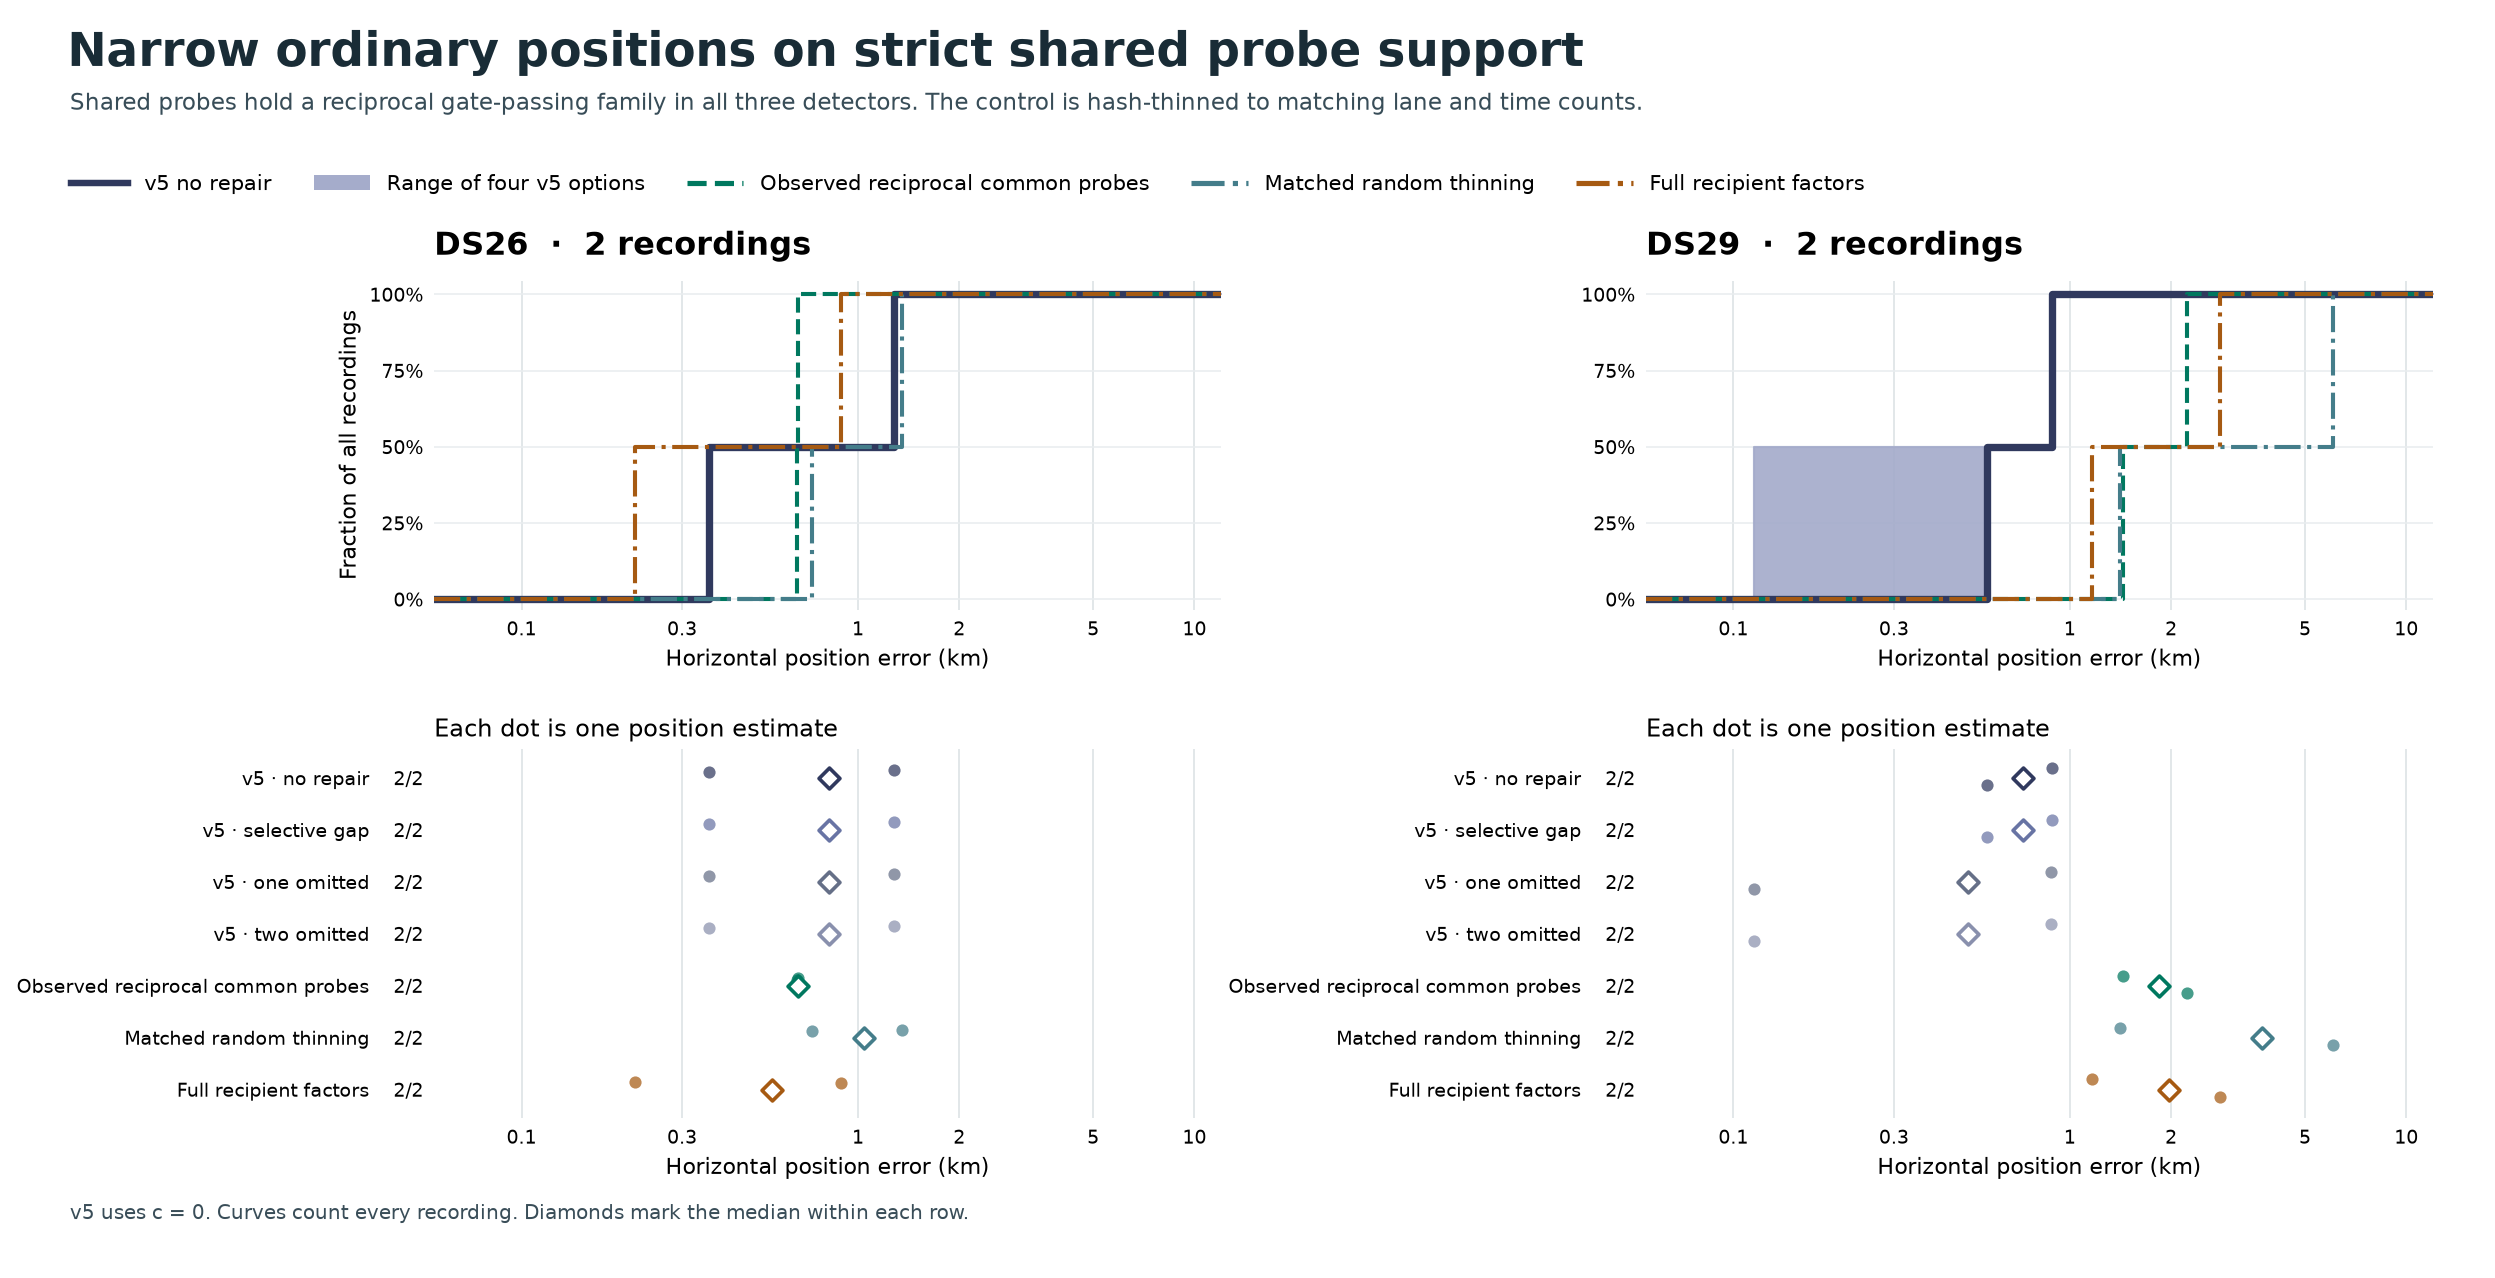 Narrow ordinary positions on strict shared probe support
Shared probes hold a reciprocal gate-passing family in all three detectors. The control is hash-thinned to matching lane and time counts.
v5 no repair
Range of four v5 options
Observed reciprocal common probes
Matched random thinning
Full recipient factors
DS26 · 2 recordings
Fraction of all recordings
100%
75%
50%
25%
0%
0.1 0.3 1 2 5 10
Horizontal position error (km)
DS29 · 2 recordings
100%
75%
50%
25%
0%
0.1 0.3 1 2 5 10
Horizontal position error (km)
Each dot is one position estimate
v5 · no repair 2/2
v5 · selective gap 2/2
v5 · one omitted 2/2
v5 · two omitted 2/2
Observed reciprocal common probes 2/2
Matched random thinning 2/2
Full recipient factors 2/2
0.1 0.3 1 2 5 10
Horizontal position error (km)
Each dot is one position estimate
v5 · no repair 2/2
v5 · selective gap 2/2
v5 · one omitted 2/2
v5 · two omitted 2/2
Observed reciprocal common probes 2/2
Matched random thinning 2/2
Full recipient factors 2/2
0.1 0.3 1 2 5 10
Horizontal position error (km)
v5 uses c = 0. Curves count every recording. Diamonds mark the median within each row.